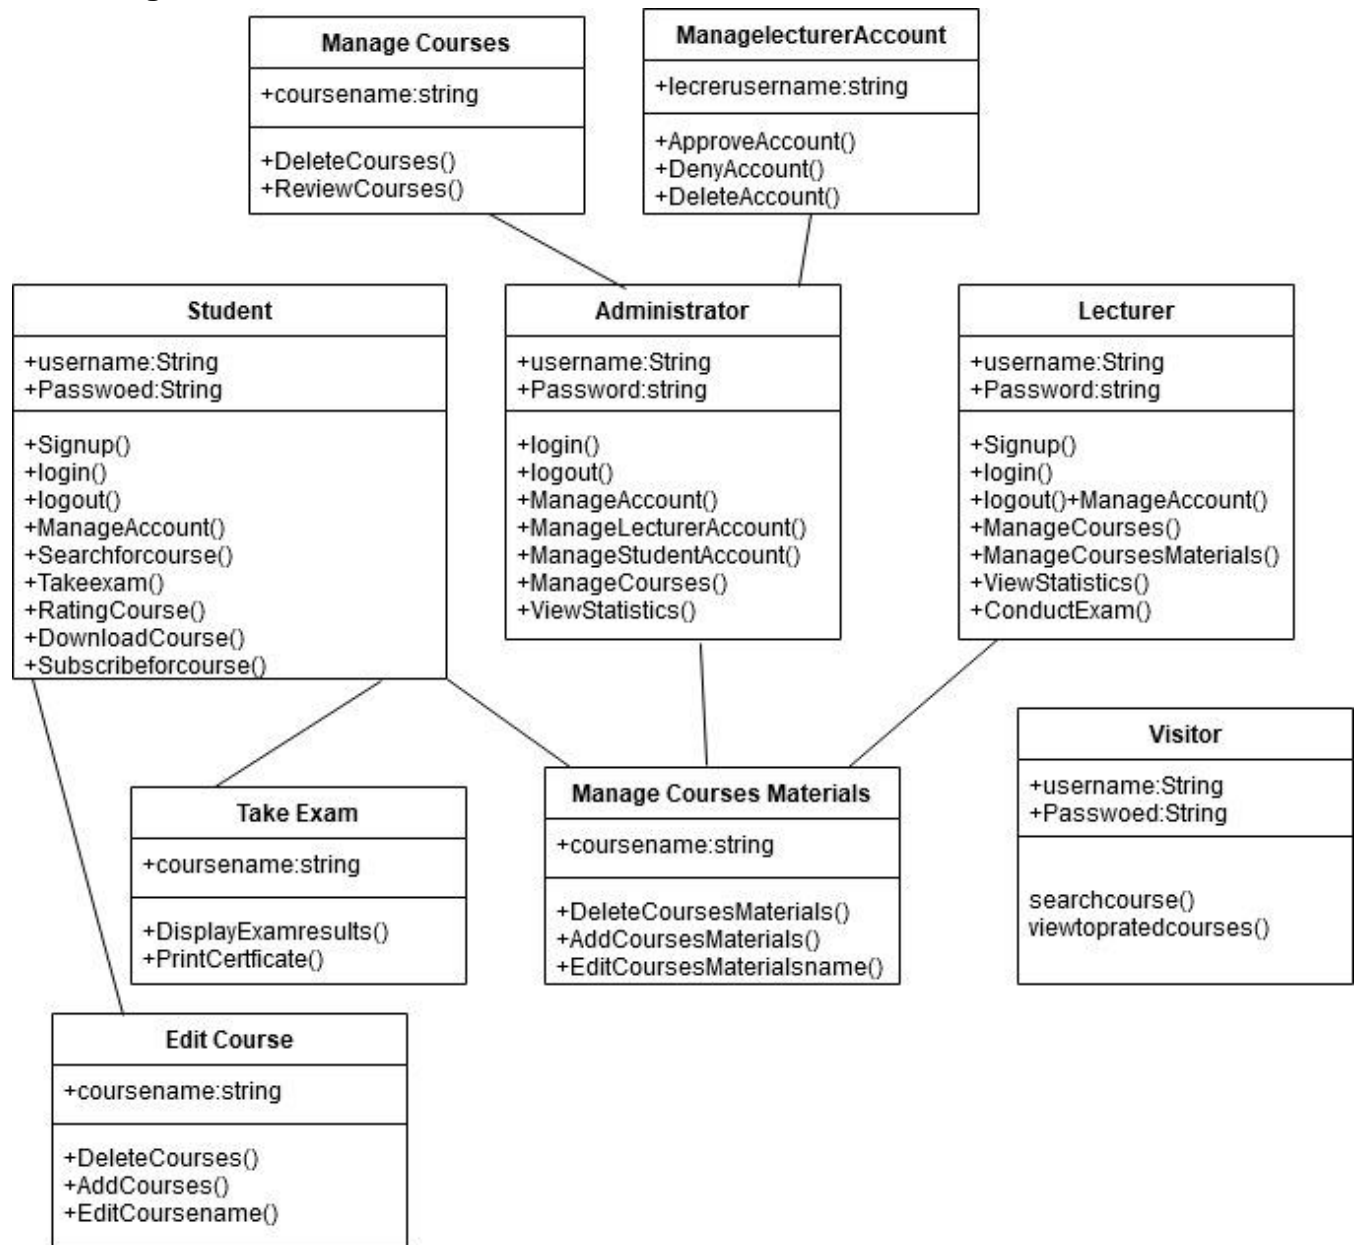 Manage Courses
+coursename:string
+DeleteCourses()
+ReviewCourses()
ManagelecturerAccount
+lecrerusername:string
+ApproveAccount()
+DenyAccount()
+DeleteAccount()
Student
+username:String
+Passwoed:String
+Signup()
+login()
+logout()
+ManageAccount()
+Searchforcourse()
+Takeexam()
+RatingCourse()
+DownloadCourse()
+Subscribeforcourse()
Administrator
+username:String
+Password:string
+login()
+logout()
+ManageAccount()
+ManageLecturerAccount()
+ManageStudentAccount()
+ManageCourses()
+ViewStatistics()
Lecturer
+username:String
+Password:string
+Signup()
+login()
+logout()+ManageAccount()
+ManageCourses()
+ManageCoursesMaterials()
+ViewStatistics()
+ConductExam()
Take Exam
+coursename:string
+DisplayExamresults()
+PrintCertficate()
Manage Courses Materials
+coursename:string
+DeleteCoursesMaterials()
+AddCoursesMaterials()
+EditCoursesMaterialsname()
Visitor
+username:String
+Passwoed:String
searchcourse()
viewtopratedcourses()
Edit Course
+coursename:string
+DeleteCourses()
+AddCourses()
+EditCoursename()